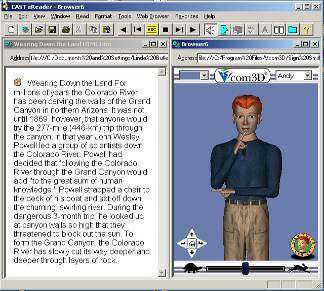 CAST eReader - Browser6
File Edit View Window Read Format Tools Web Browser Favorites Help
Wearing Down the Land HTML.htm
Browser6
Address
Address
Vcom3D
Andy
Wearing Down the Land For
millions of years the Colorado River
has been carving the walls of the Grand
Canyon in northern Arizona. It was not
until 1869, however, that anyone would
try the 277-mile (446-km) trip through
the canyon. In that year John Wesley
Powell led a group of scientists down
the Colorado River. Powell had
decided that following the Colorado
River through the Grand Canyon would
add "to the great sum of human
knowledge." Powell strapped a chair to
the deck of his boat and set off down
the churning, swirling river. During the
dangerous 3-month trip, he looked up
at canyon walls so high that they
threatened to block out the sun. To
form the Grand Canyon, the Colorado
River has slowly cut its way deeper and
deeper through layers of rock.